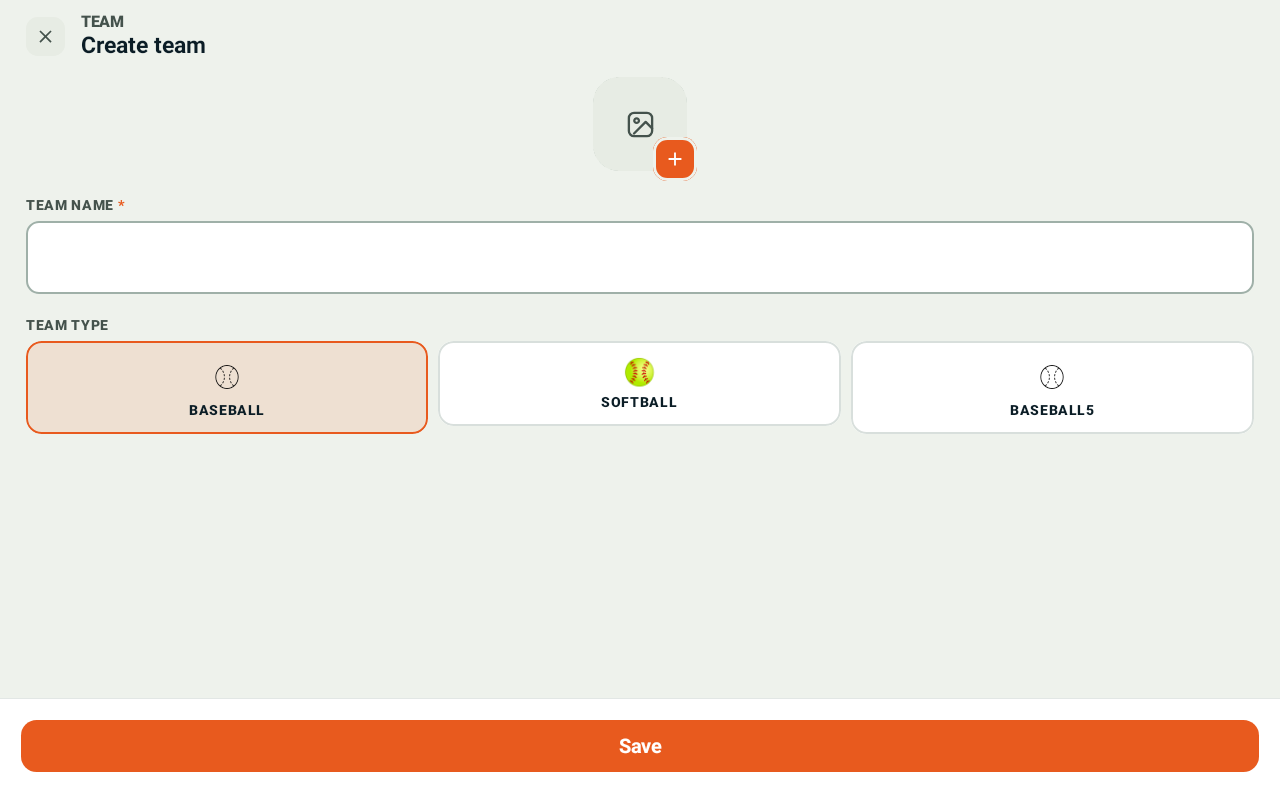 TEAM
Create team
TEAM NAME *
TEAM TYPE
BASEBALL
SOFTBALL
BASEBALL5
Save